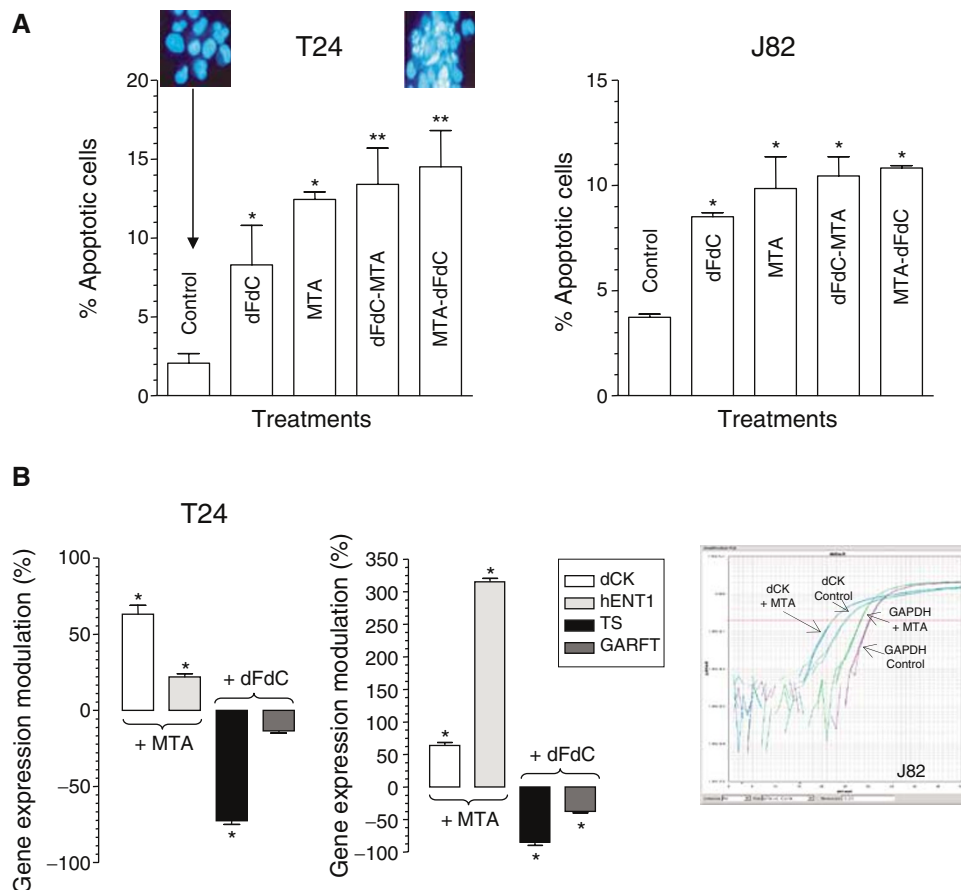 A
T24
20
15
10
5
0
% Apoptotic cells
Control
*
dFdC
*
MTA
**
dFdC-MTA
**
MTA-dFdC
Treatments
J82
15
10
5
0
% Apoptotic cells
Control
*
dFdC
*
MTA
*
dFdC-MTA
*
MTA-dFdC
Treatments
B
T24
100
50
0
−50
−100
Gene expression modulation (%)
*
*
+ MTA
+ dFdC
*
350
300
250
200
150
100
50
0
−50
−100
Gene expression modulation (%)
*
*
+ MTA
+ dFdC
*
*
dCK
hENT1
TS
GARFT
dCK
+ MTA
dCK
Control
GAPDH
+ MTA
GAPDH
Control
J82